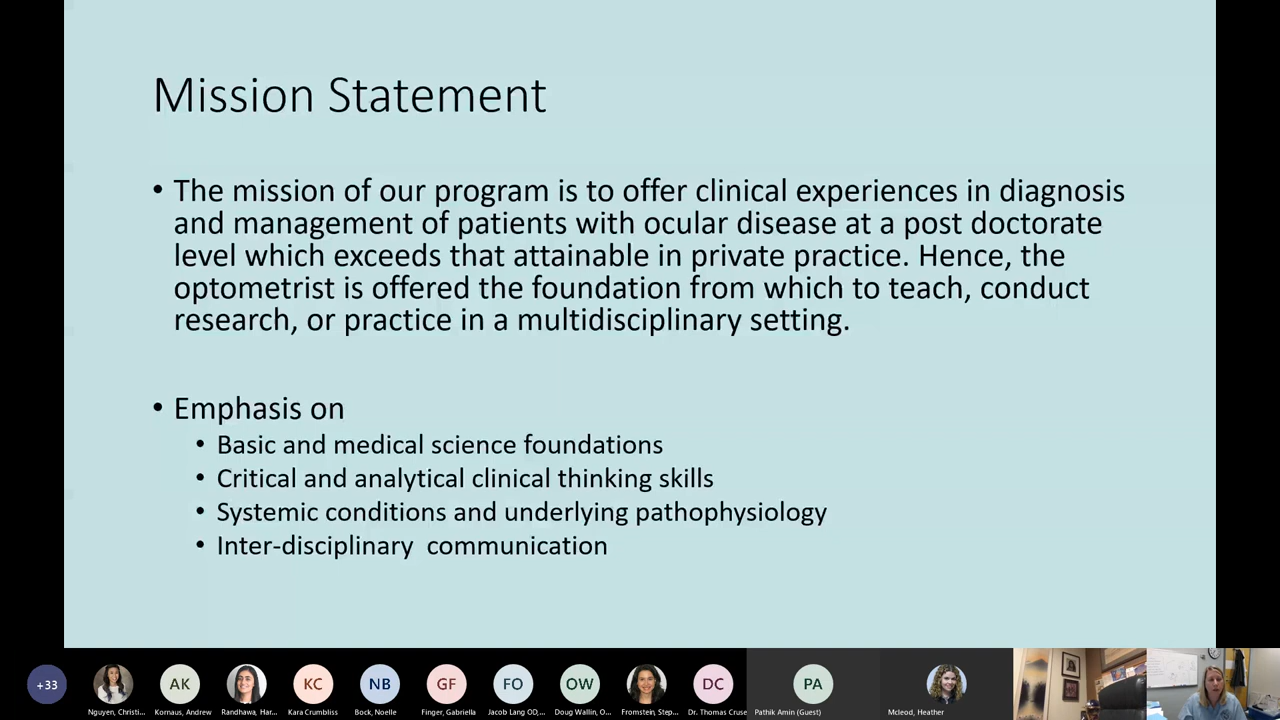 Mission Statement
• The mission of our program is to offer clinical experiences in diagnosis
and management of patients with ocular disease at a post doctorate
level which exceeds that attainable in private practice. Hence, the
optometrist is offered the foundation from which to teach, conduct
research, or practice in a multidisciplinary setting.
• Emphasis on
• Basic and medical science foundations
• Critical and analytical clinical thinking skills
• Systemic conditions and underlying pathophysiology
• Inter-disciplinary  communication
+33
AK
KC
NB
GF
FO
OW
DC
PA
Nguyen, Christi...
Kornaus, Andrew
Randhawa, Har...
Kara Crumbliss
Bock, Noelle
Finger, Gabriella
Jacob Lang OD,...
Doug Wallin, O...
Fromstein, Step...
Dr. Thomas Cruse
Pathik Amin (Guest)
Mcleod, Heather